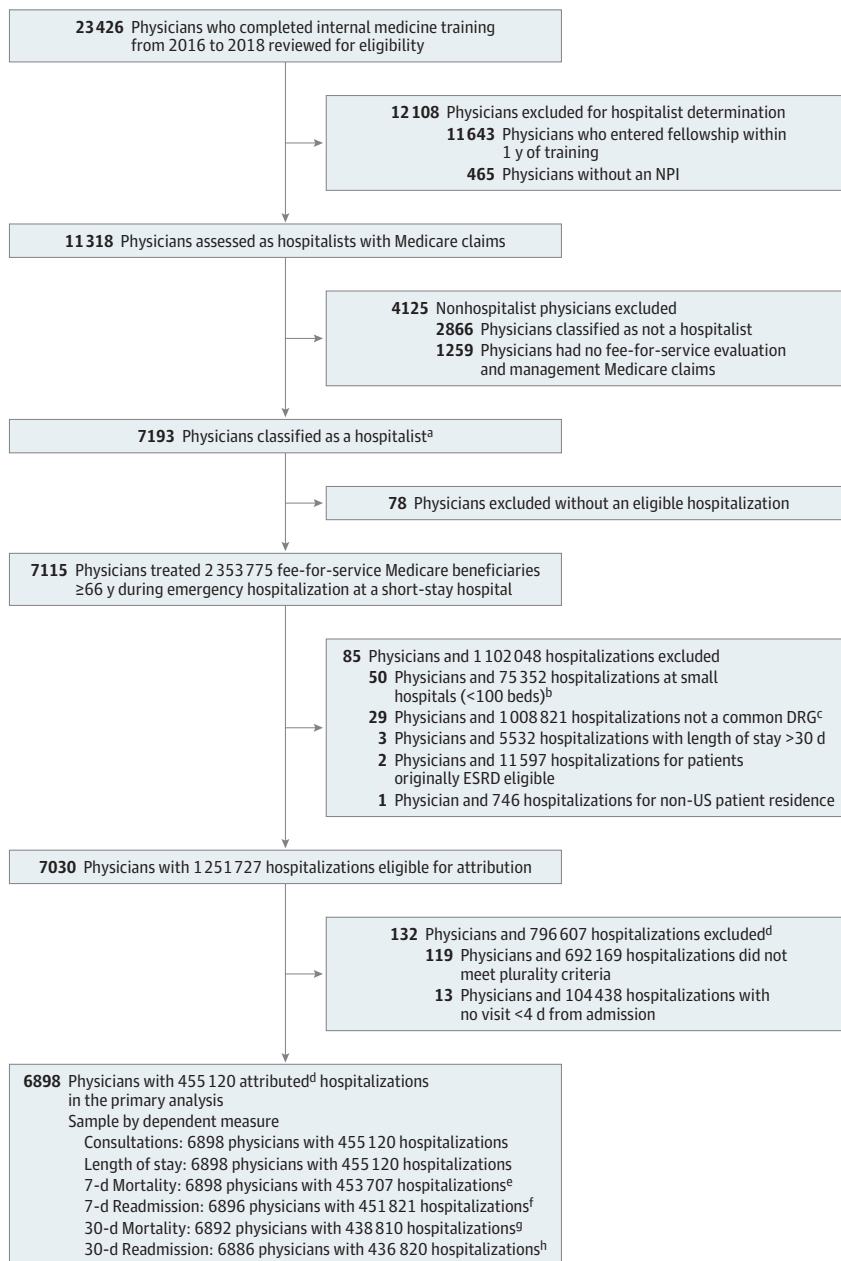 23 426 Physicians who completed internal medicine training
from 2016 to 2018 reviewed for eligibility
12 108 Physicians excluded for hospitalist determination
11 643 Physicians who entered fellowship within
1 y of training
465 Physicians without an NPI
11 318 Physicians assessed as hospitalists with Medicare claims
4125 Nonhospitalist physicians excluded
2866 Physicians classified as not a hospitalist
1259 Physicians had no fee-for-service evaluation
and management Medicare claims
7193 Physicians classified as a hospitalistᵃ
78 Physicians excluded without an eligible hospitalization
7115 Physicians treated 2 353 775 fee-for-service Medicare beneficiaries
≥66 y during emergency hospitalization at a short-stay hospital
85 Physicians and 1 102 048 hospitalizations excluded
50 Physicians and 75 352 hospitalizations at small
hospitals (<100 beds)ᵇ
29 Physicians and 1 008 821 hospitalizations not a common DRGᶜ
3 Physicians and 5532 hospitalizations with length of stay >30 d
2 Physicians and 11 597 hospitalizations for patients
originally ESRD eligible
1 Physician and 746 hospitalizations for non-US patient residence
7030 Physicians with 1 251 727 hospitalizations eligible for attribution
132 Physicians and 796 607 hospitalizations excludedᵈ
119 Physicians and 692 169 hospitalizations did not
meet plurality criteria
13 Physicians and 104 438 hospitalizations with
no visit <4 d from admission
6898 Physicians with 455 120 attributedᵈ hospitalizations
in the primary analysis
Sample by dependent measure
Consultations: 6898 physicians with 455 120 hospitalizations
Length of stay: 6898 physicians with 455 120 hospitalizations
7-d Mortality: 6898 physicians with 453 707 hospitalizationsᵉ
7-d Readmission: 6896 physicians with 451 821 hospitalizationsᶠ
30-d Mortality: 6892 physicians with 438 810 hospitalizationsᵍ
30-d Readmission: 6886 physicians with 436 820 hospitalizationsʰ